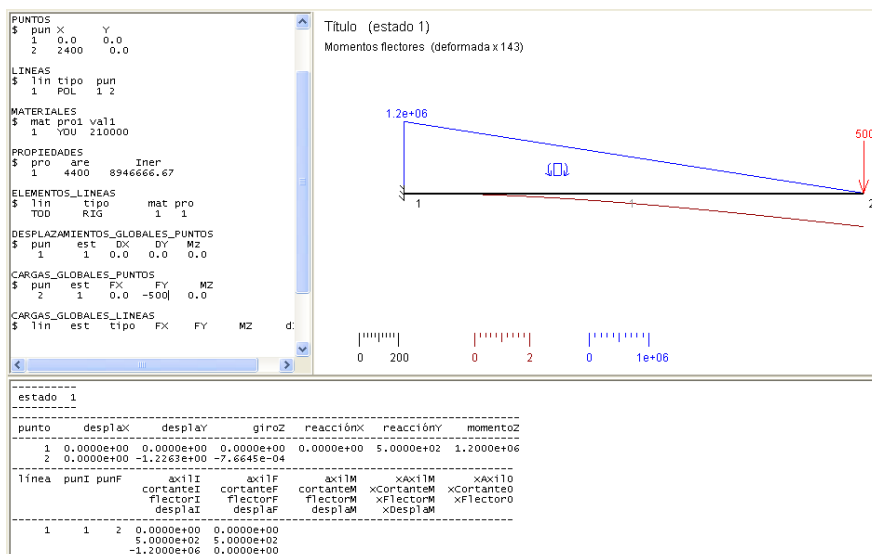 PUNTOS
$ pun X Y
1 0.0 0.0
2 2400 0.0
LINEAS
$ lin tipo pun
1 POL 1 2
MATERIALES
$ mat pro1 val1
1 YOU 210000
PROPIEDADES
$ pro are Iner
1 4400 8946666.67
ELEMENTOS_LINEAS
$ lin tipo mat pro
TOD RIG 1 1
DESPLAZAMIENTOS_GLOBALES_PUNTOS
$ pun est DX DY Mz
1 1 0.0 0.0 0.0
CARGAS_GLOBALES_PUNTOS
$ pun est FX FY MZ
2 1 0.0 -500 0.0
CARGAS_GLOBALES_LINEAS
$ lin est tipo FX FY MZ d
Título (estado 1)
Momentos flectores (deformada x 143)
1.2e+06
500
1 1 2
0 200 0 2 0 1e+06
estado 1
punto desplaX desplaY giroZ reacciónX reacciónY momentoZ
1 0.0000e+00 0.0000e+00 0.0000e+00 0.0000e+00 5.0000e+02 1.2000e+06
2 0.0000e+00 -1.2263e+00 -7.6645e-04
línea punI punF axilI axilF axilM xAxilM xAxil0
cortanteI cortanteF cortanteM xCortanteM xCortante0
flectorI flectorF flectorM xFlectorM xFlector0
desplaI desplaF desplaM xDesplaM
1 1 2 0.0000e+00 0.0000e+00
5.0000e+02 5.0000e+02
-1.2000e+06 0.0000e+00